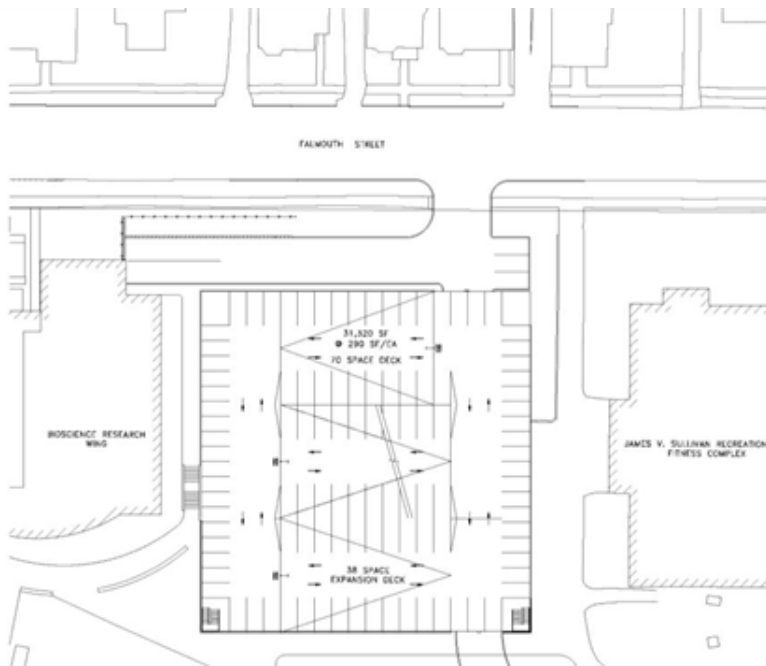 FALMOUTH STREET
31,320 SF
@ 290 SF/EA
70 SPACE DECK
BIOSCIENCE RESEARCH
WING
JAMES V. SULLIVAN RECREATION
FITNESS COMPLEX
38 SPACE
EXPANSION DECK